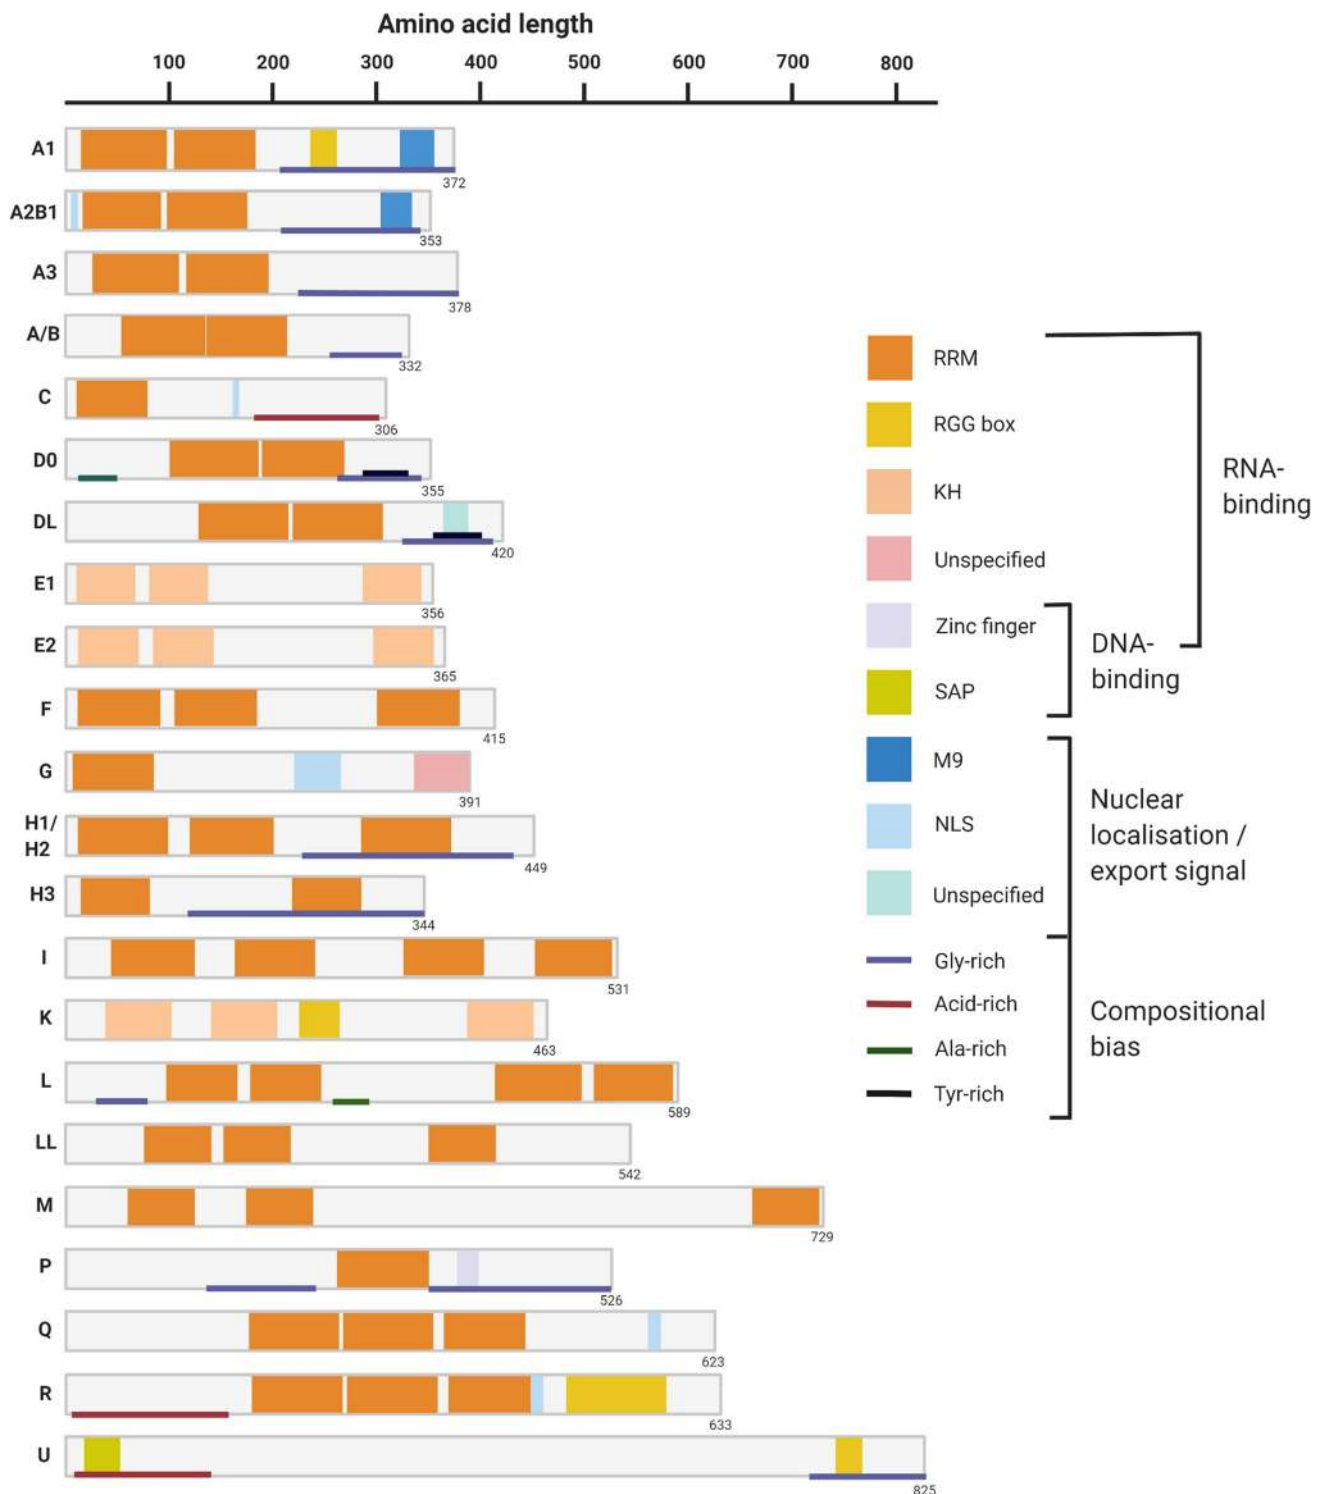 Amino acid length
100 200 300 400 500 600 700 800
A1
372
A2B1
353
A3
378
A/B
332
C
306
D0
355
DL
420
E1
356
E2
365
F
415
G
391
H1/
H2
449
H3
344
I
531
K
463
L
589
LL
542
M
729
P
526
Q
623
R
633
U
825
RRM
RGG box
KH
Unspecified
Zinc finger
SAP
M9
NLS
Unspecified
Gly-rich
Acid-rich
Ala-rich
Tyr-rich
RNA-
binding
DNA-
binding
Nuclear
localisation /
export signal
Compositional
bias